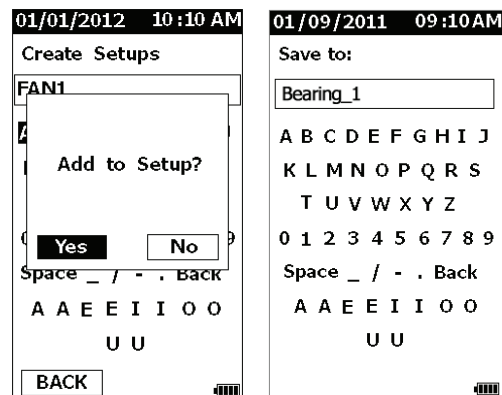 01/01/2012 10:10 AM
Create Setups
FAN1
Add to Setup?
Yes No
Space _ / - . Back
A A E E I I O O
U U
BACK
01/09/2011 09:10AM
Save to:
Bearing_1
A B C D E F G H I J
K L M N O P Q R S
T U V W X Y Z
0 1 2 3 4 5 6 7 8 9
Space _ / - . Back
A A E E I I O O
U U